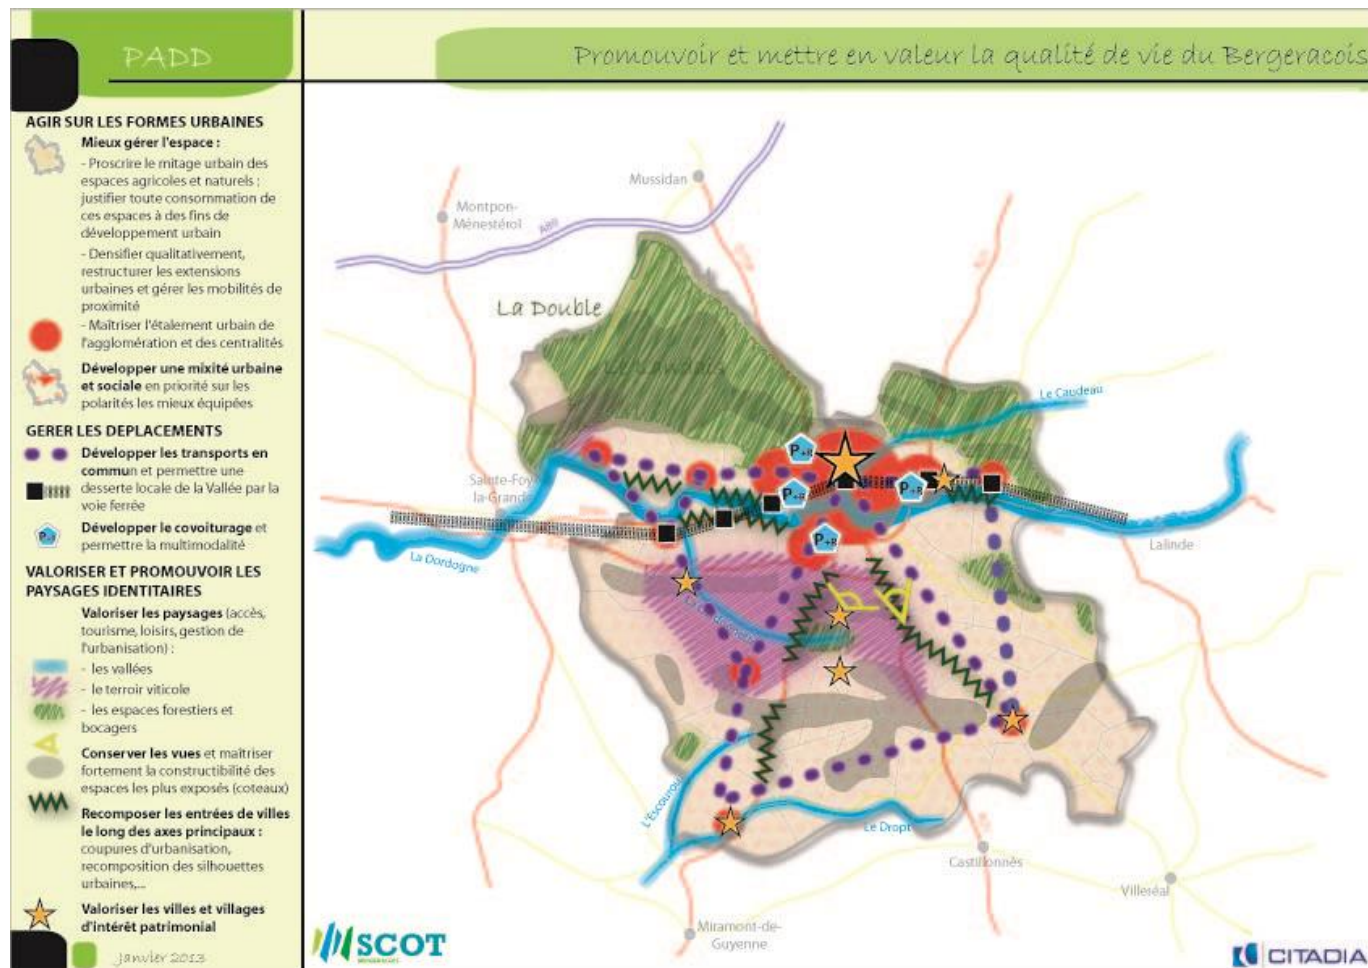 PADD
Promouvoir et mettre en valeur la qualité de vie du Bergeracois
AGIR SUR LES FORMES URBAINES
Mieux gérer l'espace :
- Proscrire le mitage urbain des
espaces agricoles et naturels ;
justifier toute consommation de
ces espaces à des fins de
développement urbain
- Densifier qualitativement,
restructurer les extensions
urbaines et gérer les mobilités de
proximité
- Maîtriser l'étalement urbain de
l'agglomération et des centralités
Développer une mixité urbaine
et sociale en priorité sur les
polarités les mieux équipées
GERER LES DEPLACEMENTS
Développer les transports en
commun et permettre une
desserte locale de la Vallée par la
voie ferrée
P+R
Développer le covoiturage et
permettre la multimodalité
VALORISER ET PROMOUVOIR LES
PAYSAGES IDENTITAIRES
Valoriser les paysages (accès,
tourisme, loisirs, gestion de
l'urbanisation) :
- les vallées
- le terroir viticole
- les espaces forestiers et
bocagers
Conserver les vues et maîtriser
fortement la constructibilité des
espaces les plus exposés (coteaux)
Recomposer les entrées de villes
le long des axes principaux :
coupures d'urbanisation,
recomposition des silhouettes
urbaines,...
Valoriser les villes et villages
d'intérêt patrimonial
Janvier 2013
Mussidan
Montpon-
Ménestérol
A89
La Double
Le Caudeau
Sainte-Foy
la-Grande
P+R
P+R
P+R
P+R
La Dordogne
Lalinde
L'Escourou
Le Dropt
Castillonnès
Villeréal
Miramont-de-
Guyenne
SCOT
CITADIA